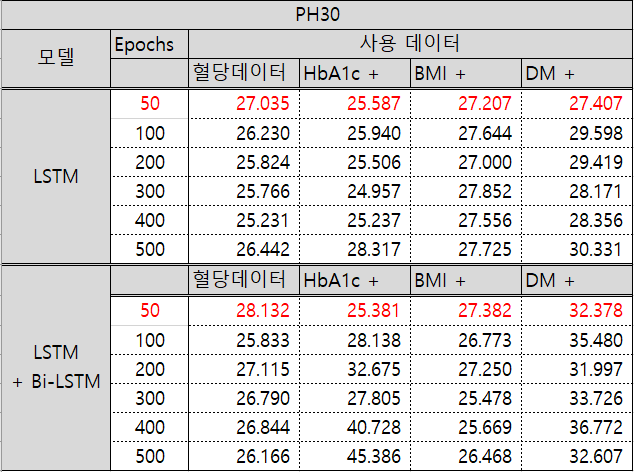 PH30
모델 Epochs 사용 데이터
혈당데이터 HbA1c + BMI + DM +
LSTM 50 27.035 25.587 27.207 27.407
100 26.230 25.940 27.644 29.598
200 25.824 25.506 27.000 29.419
300 25.766 24.957 27.852 28.171
400 25.231 25.237 27.556 28.356
500 26.442 28.317 27.725 30.331
혈당데이터 HbA1c + BMI + DM +
LSTM + Bi-LSTM 50 28.132 25.381 27.382 32.378
100 25.833 28.138 26.773 35.480
200 27.115 32.675 27.250 31.997
300 26.790 27.805 25.478 33.726
400 26.844 40.728 25.669 36.772
500 26.166 45.386 26.468 32.607